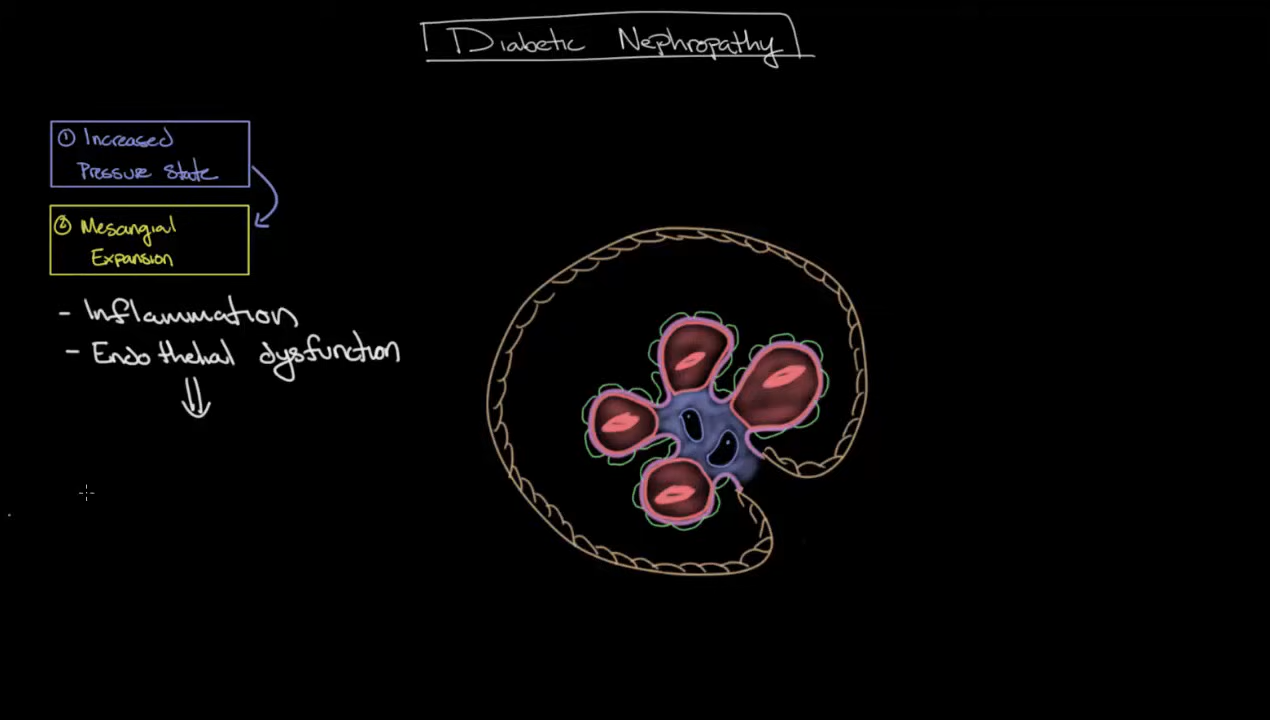 Diabetic Nephropathy
① Increased
Pressure State
② Mesangial
Expansion
- Inflammation
- Endothelial dysfunction